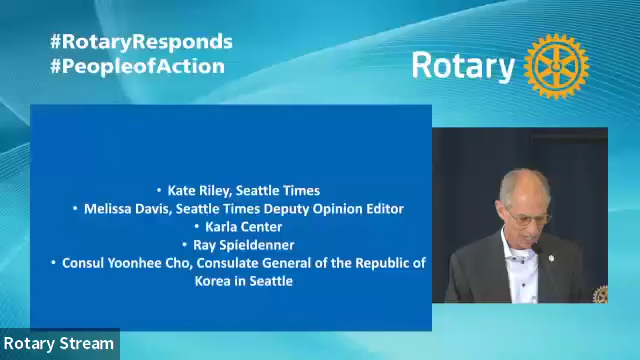 #RotaryResponds
#PeopleofAction
Rotary
• Kate Riley, Seattle Times
• Melissa Davis, Seattle Times Deputy Opinion Editor
• Karla Center
• Ray Spieldenner
• Consul Yoonhee Cho, Consulate General of the Republic of
Korea in Seattle
Rotary Stream